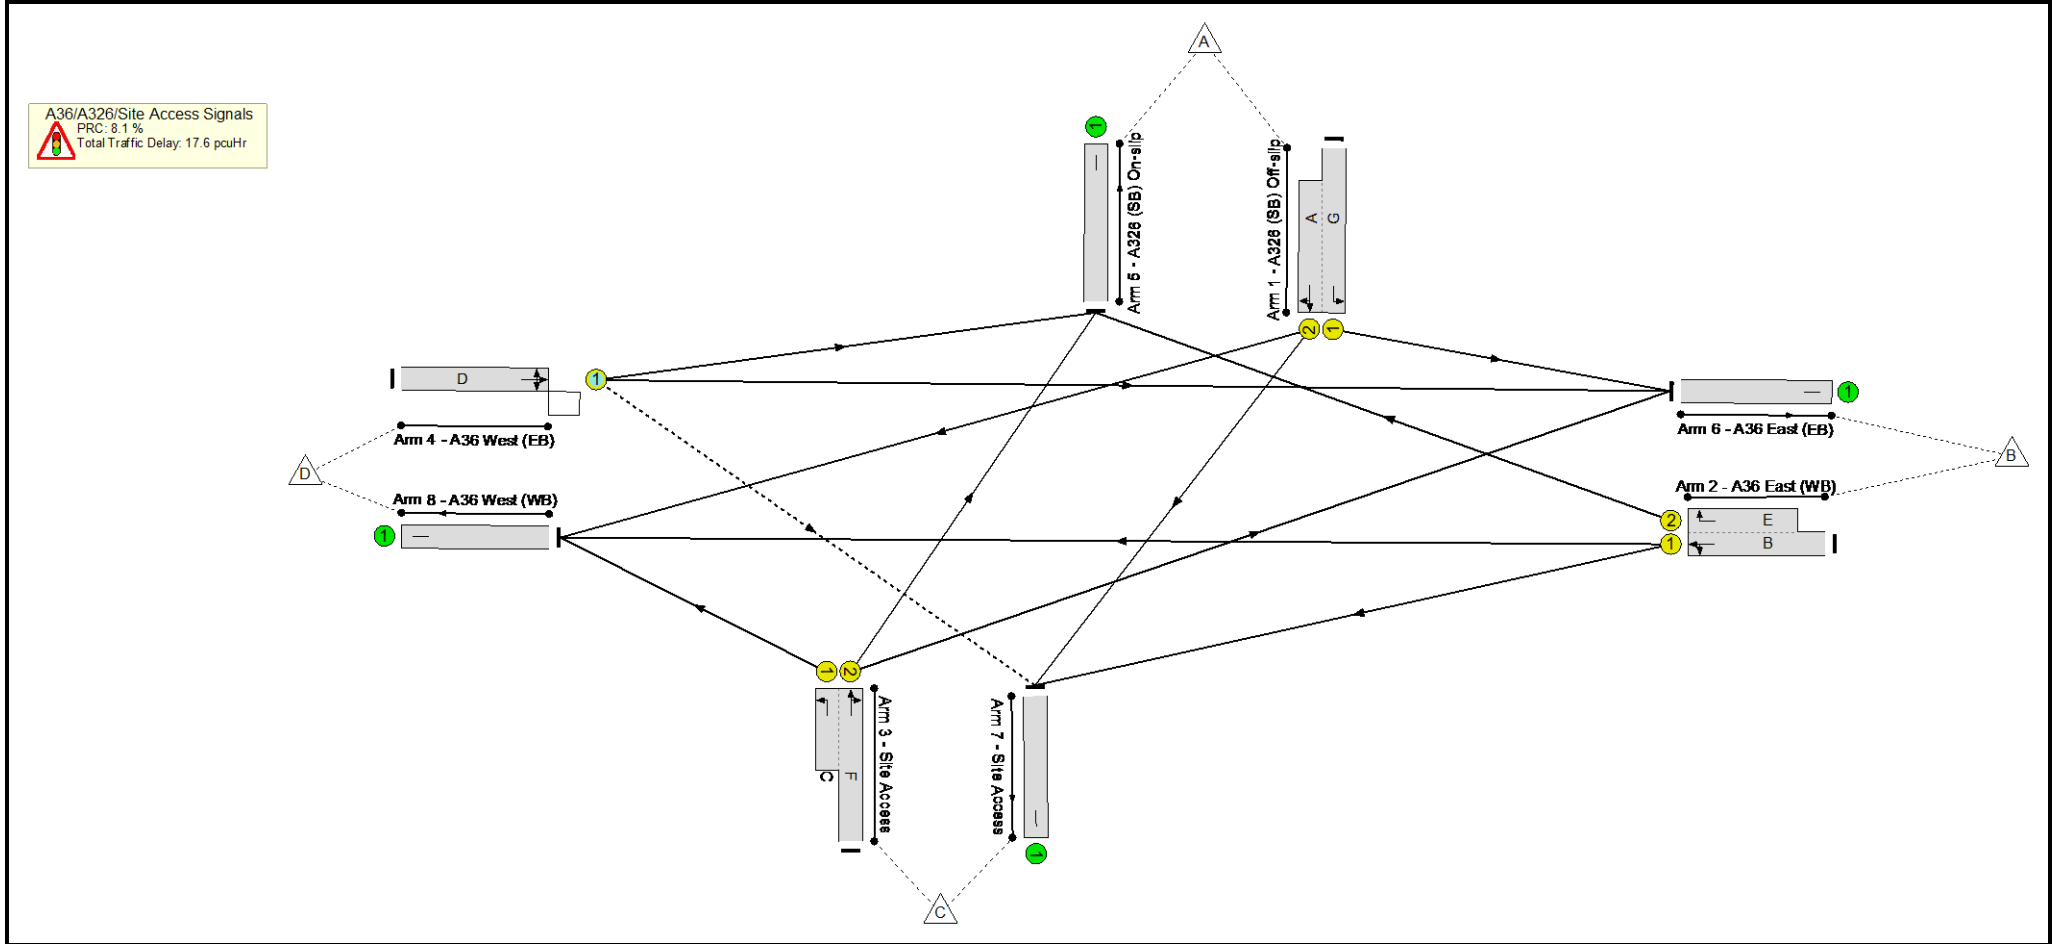 A
A36/A326/Site Access Signals
PRC: 8.1 %
Total Traffic Delay: 17.6 pcuHr
1
Arm 5 - A326 (SB) On-slip
Arm 1 - A326 (SB) Off-slip
A
G
2
1
D
1
Arm 4 - A36 West (EB)
1
Arm 6 - A36 East (EB)
D
B
Arm 8 - A36 West (WB)
1
Arm 2 - A36 East (WB)
2
E
1
B
1
2
C
F
Arm 3 - Site Access
Arm 7 - Site Access
1
C